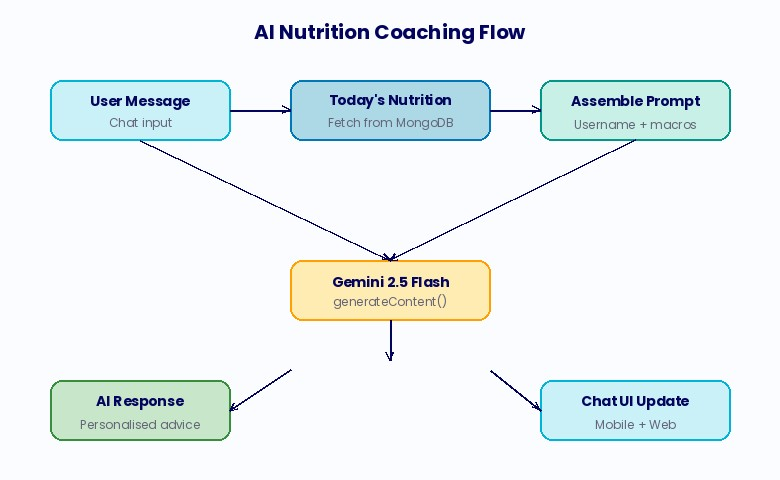 AI Nutrition Coaching Flow
User Message
Chat input
Today's Nutrition
Fetch from MongoDB
Assemble Prompt
Username + macros
Gemini 2.5 Flash
generateContent()
AI Response
Personalised advice
Chat UI Update
Mobile + Web